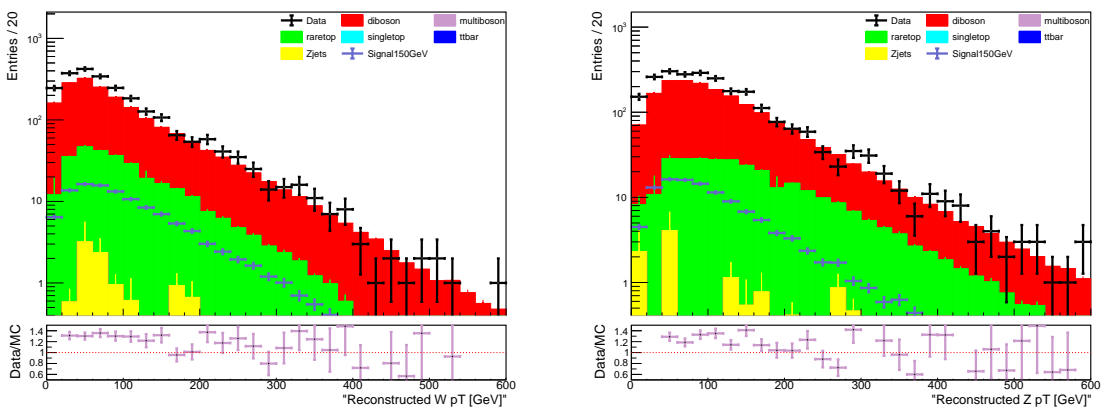 Entries / 20
Data diboson multiboson
raretop singletop ttbar
Zjets Signal150GeV
10³
10²
10
1
Data/MC
1.4
1.2
1
0.8
0.6
0 100 200 300 400 500 600
"Reconstructed W pT [GeV]"
Entries / 20
Data diboson multiboson
raretop singletop ttbar
Zjets Signal150GeV
10³
10²
10
1
Data/MC
1.4
1.2
1
0.8
0.6
0 100 200 300 400 500 600
"Reconstructed Z pT [GeV]"